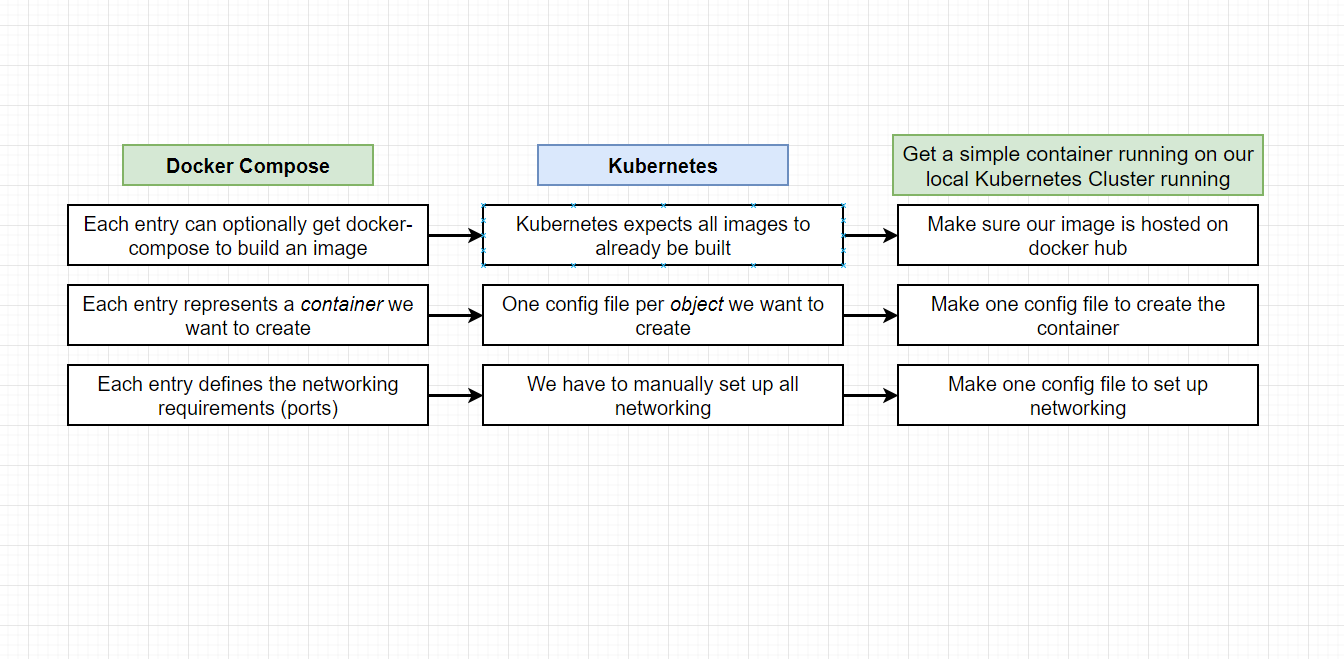 Docker Compose
Kubernetes
Get a simple container running on our
local Kubernetes Cluster running
Each entry can optionally get docker-
compose to build an image
Kubernetes expects all images to
already be built
Make sure our image is hosted on
docker hub
Each entry represents a container we
want to create
One config file per object we want to
create
Make one config file to create the
container
Each entry defines the networking
requirements (ports)
We have to manually set up all
networking
Make one config file to set up
networking